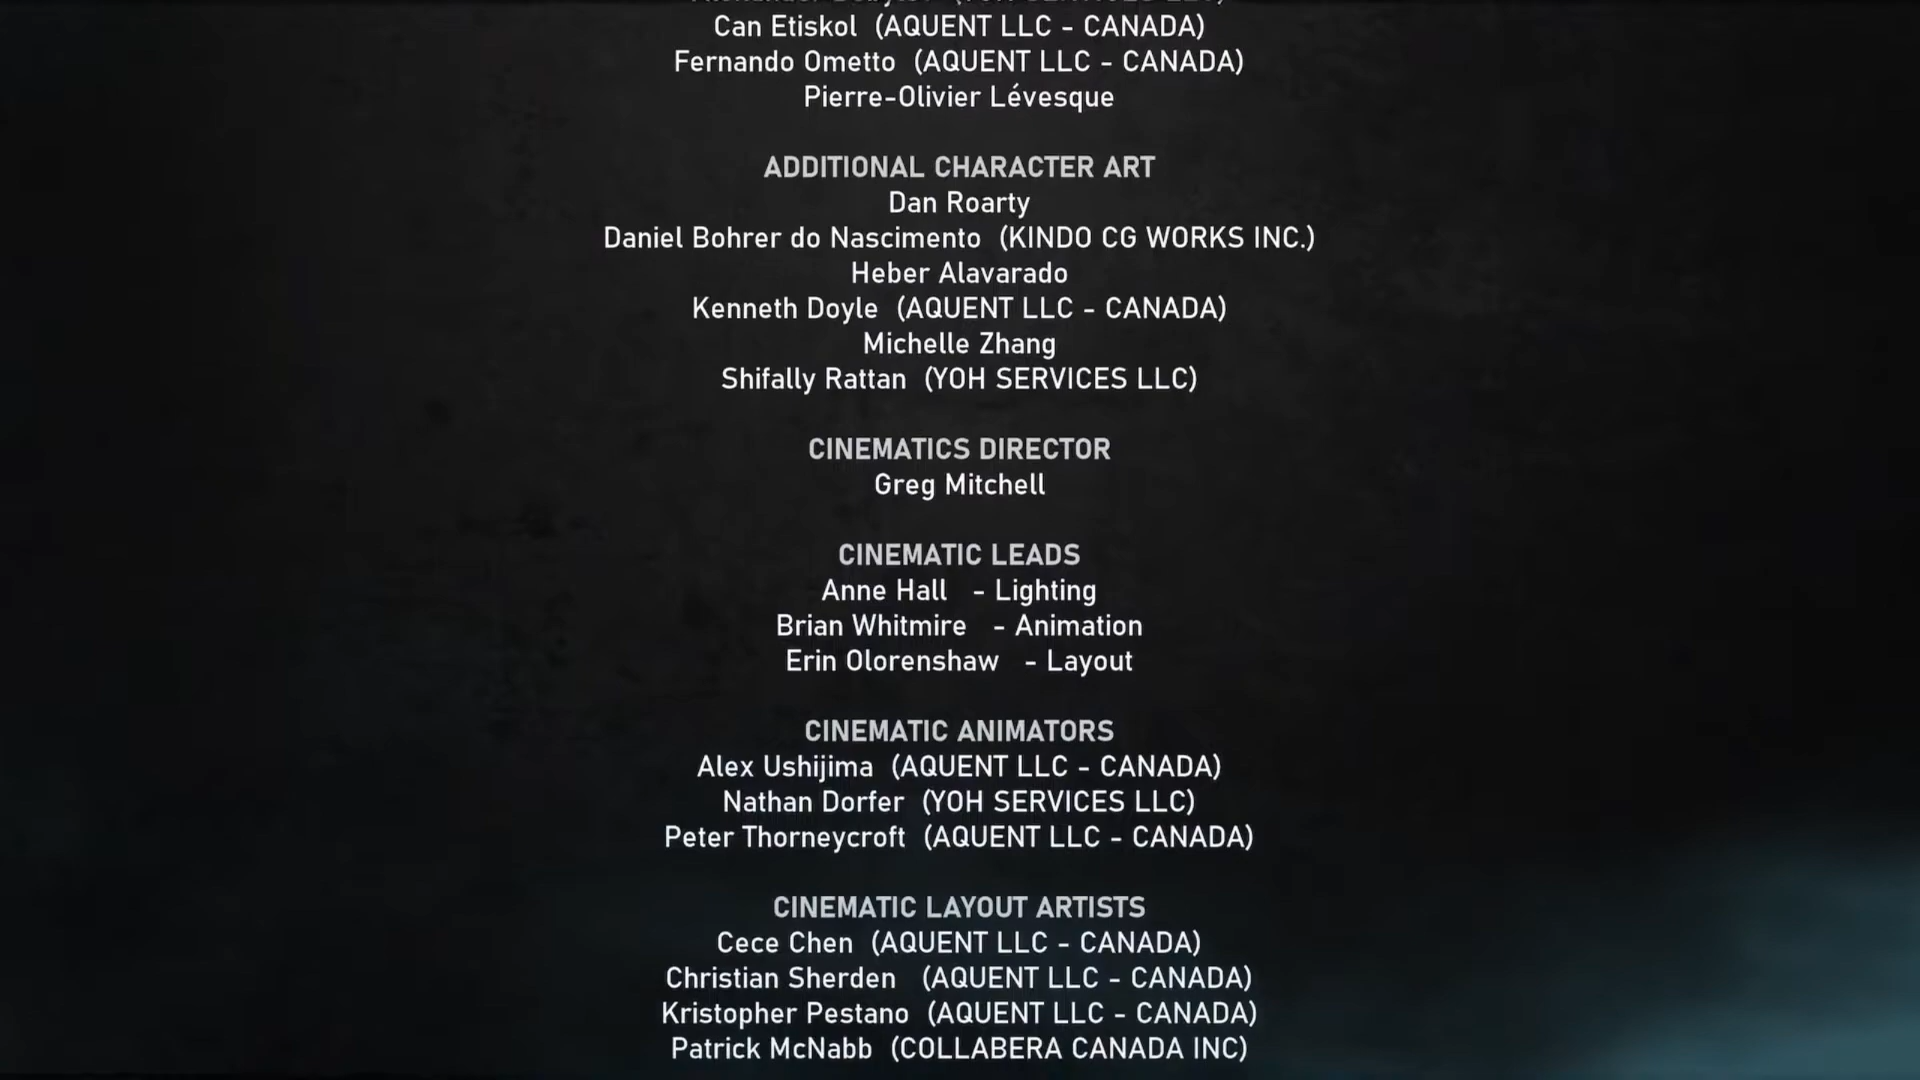 Can Etiskol (AQUENT LLC - CANADA)
Fernando Ometto (AQUENT LLC - CANADA)
Pierre-Olivier Lévesque
ADDITIONAL CHARACTER ART
Dan Roarty
Daniel Bohrer do Nascimento (KINDO CG WORKS INC.)
Heber Alavarado
Kenneth Doyle (AQUENT LLC - CANADA)
Michelle Zhang
Shifally Rattan (YOH SERVICES LLC)
CINEMATICS DIRECTOR
Greg Mitchell
CINEMATIC LEADS
Anne Hall - Lighting
Brian Whitmire - Animation
Erin Olorenshaw - Layout
CINEMATIC ANIMATORS
Alex Ushijima (AQUENT LLC - CANADA)
Nathan Dorfer (YOH SERVICES LLC)
Peter Thorneycroft (AQUENT LLC - CANADA)
CINEMATIC LAYOUT ARTISTS
Cece Chen (AQUENT LLC - CANADA)
Christian Sherden (AQUENT LLC - CANADA)
Kristopher Pestano (AQUENT LLC - CANADA)
Patrick McNabb (COLLABERA CANADA INC)